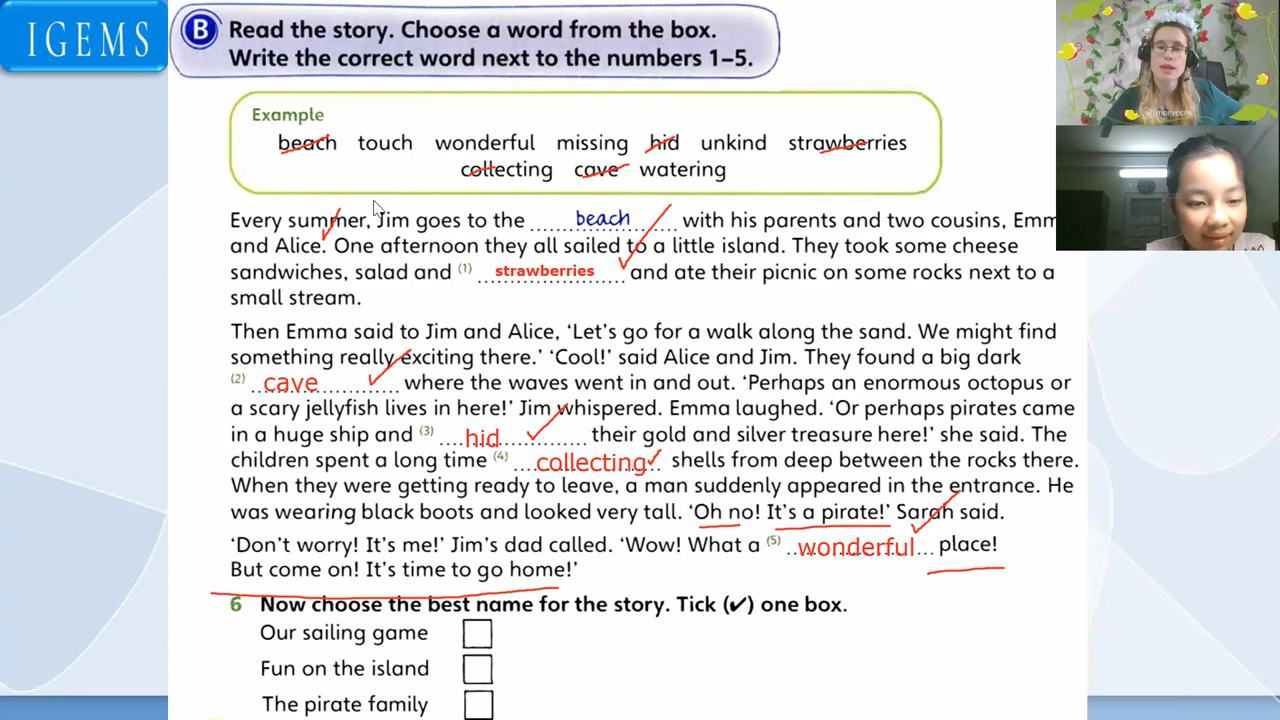 IGEMS
B Read the story. Choose a word from the box.
Write the correct word next to the numbers 1–5.
Example
beach touch wonderful missing hid unkind strawberries
collecting cave watering
Every summer, Jim goes to the beach with his parents and two cousins, Emm
and Alice. One afternoon they all sailed to a little island. They took some cheese
sandwiches, salad and (1) strawberries and ate their picnic on some rocks next to a
small stream.
Then Emma said to Jim and Alice, ‘Let’s go for a walk along the sand. We might find
something really exciting there.’ ‘Cool!’ said Alice and Jim. They found a big dark
(2) cave where the waves went in and out. ‘Perhaps an enormous octopus or
a scary jellyfish lives in here!’ Jim whispered. Emma laughed. ‘Or perhaps pirates came
in a huge ship and (3) hid their gold and silver treasure here!’ she said. The
children spent a long time (4) collecting shells from deep between the rocks there.
When they were getting ready to leave, a man suddenly appeared in the entrance. He
was wearing black boots and looked very tall. ‘Oh no! It’s a pirate!’ Sarah said.
‘Don’t worry! It’s me!’ Jim’s dad called. ‘Wow! What a (5) wonderful place!
But come on! It’s time to go home!’
6 Now choose the best name for the story. Tick (✔) one box.
Our sailing game
Fun on the island
The pirate family